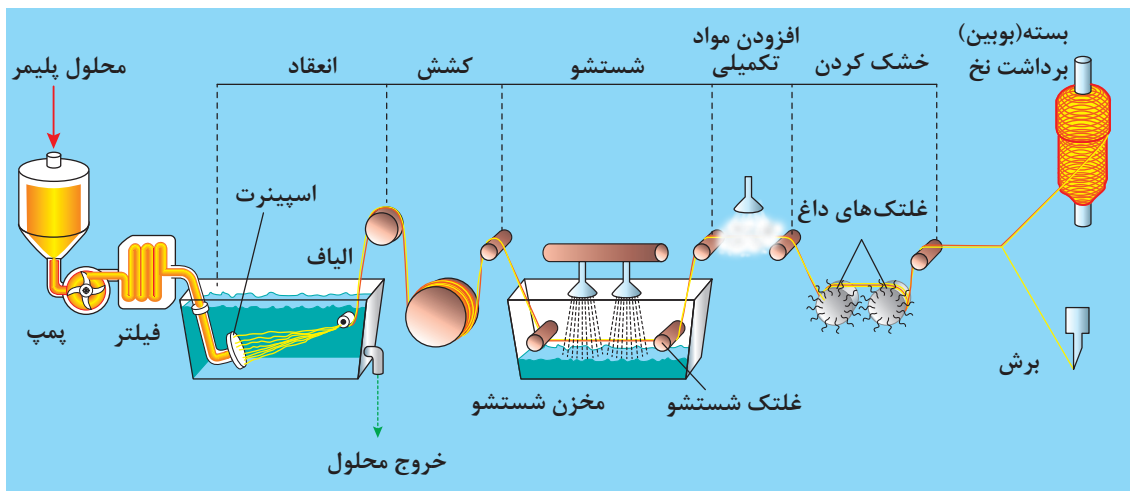 محلول پلیمر
انعقاد
کشش
شستشو
افزودن مواد
تکمیلی
خشک کردن
بسته(بوبین)
برداشت نخ
اسپینرت
الیاف
غلتک‌های داغ
پمپ
فیلتر
مخزن شستشو
غلتک شستشو
برش
خروج محلول